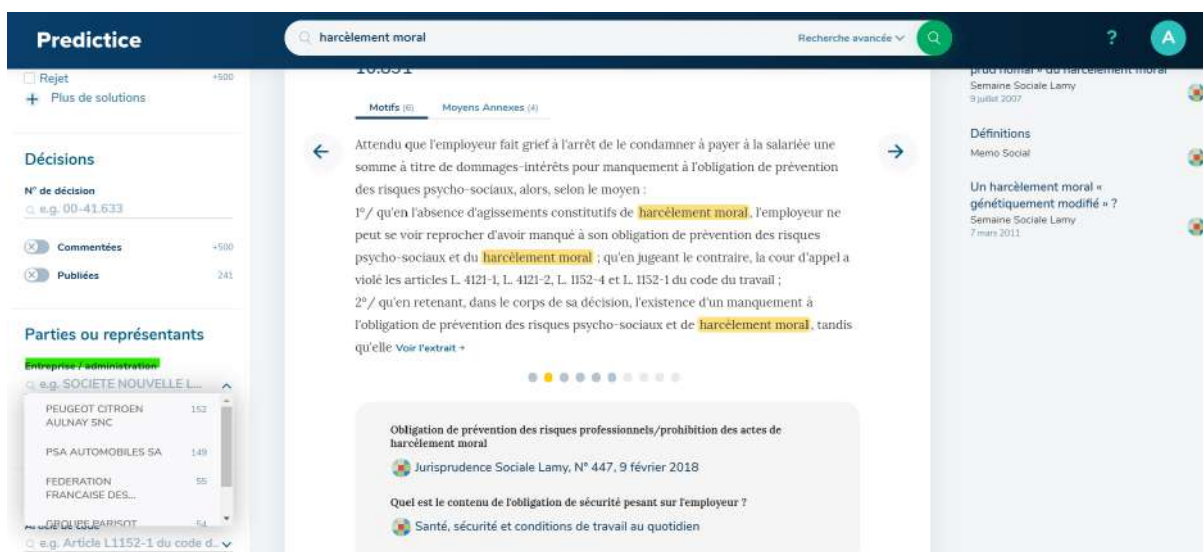 Predictice
harcèlement moral
Recherche avancée
?
A
Rejet +500
+ Plus de solutions
Décisions
N° de décision
e.g. 00-41.633
Commentées +500
Publiées 241
Parties ou représentants
Entreprise / administration
e.g. SOCIETE NOUVELLE L...
PEUGEOT CITROEN 152
AULNAY SNC
PSA AUTOMOBILES SA 149
FEDERATION 55
FRANCAISE DES...
GROUPE PARISOT 54
Article de code
e.g. Article L1152-1 du code d...
Motifs (6) Moyens Annexes (4)
Attendu que l'employeur fait grief à l'arrêt de le condamner à payer à la salariée une
somme à titre de dommages-intérêts pour manquement à l'obligation de prévention
des risques psycho-sociaux, alors, selon le moyen :
1°/ qu'en l'absence d'agissements constitutifs de harcèlement moral, l'employeur ne
peut se voir reprocher d'avoir manqué à son obligation de prévention des risques
psycho-sociaux et du harcèlement moral ; qu'en jugeant le contraire, la cour d'appel a
violé les articles L. 4121-1, L. 4121-2, L. 1152-4 et L. 1152-1 du code du travail ;
2°/ qu'en retenant, dans le corps de sa décision, l'existence d'un manquement à
l'obligation de prévention des risques psycho-sociaux et de harcèlement moral, tandis
qu'elle Voir l'extrait
Obligation de prévention des risques professionnels/prohibition des actes de
harcèlement moral
Jurisprudence Sociale Lamy, N° 447, 9 février 2018
Quel est le contenu de l'obligation de sécurité pesant sur l'employeur ?
Santé, sécurité et conditions de travail au quotidien
prud'homal » du harcèlement moral
Semaine Sociale Lamy
9 juillet 2007
Définitions
Memo Social
Un harcèlement moral «
génétiquement modifié » ?
Semaine Sociale Lamy
7 mars 2011